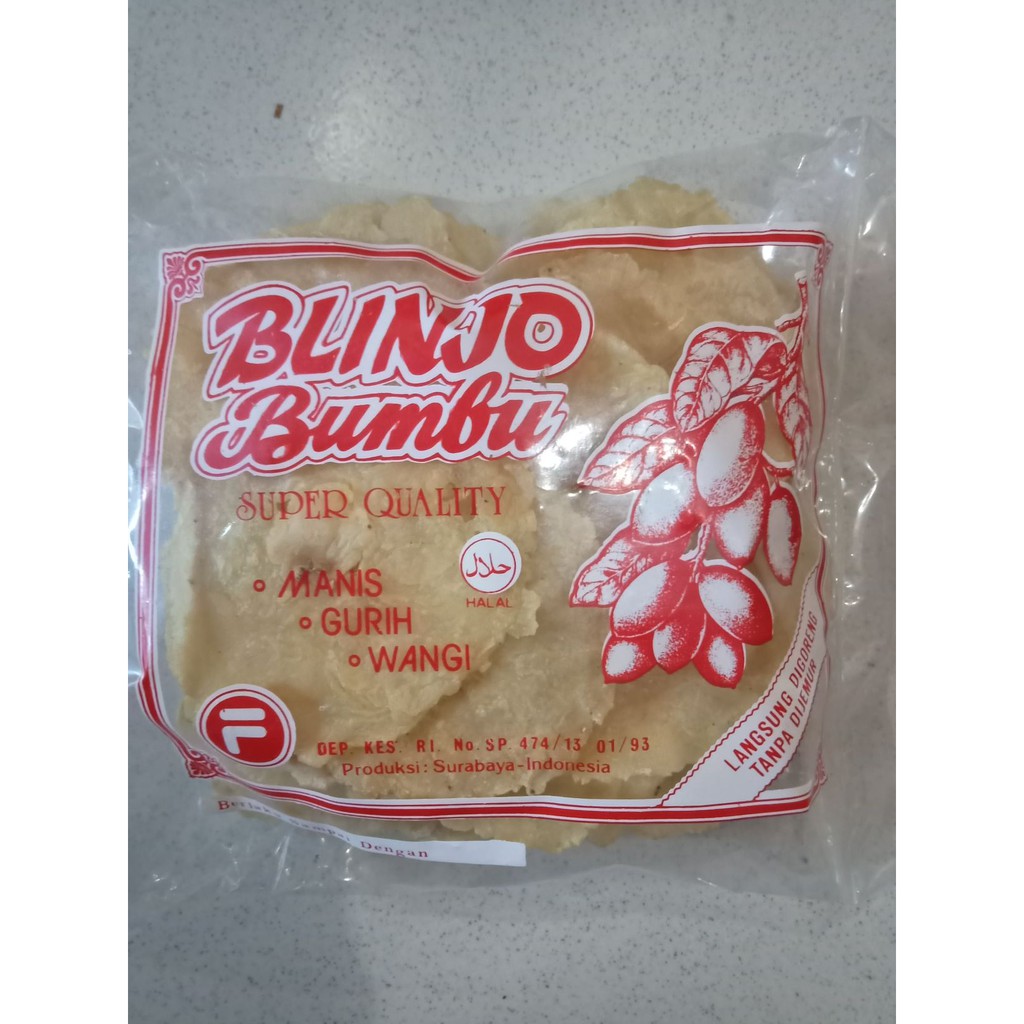 BLINJO
Bumbu
SUPER QUALITY
MANIS
GURIH
WANGI
حلال
HALAL
F
LANGSUNG DIGORENG
TANPA DIJEMUR
DEP. KES. RI. No. SP. 474/13 01/93
Produksi: Surabaya-Indonesia
Dengan